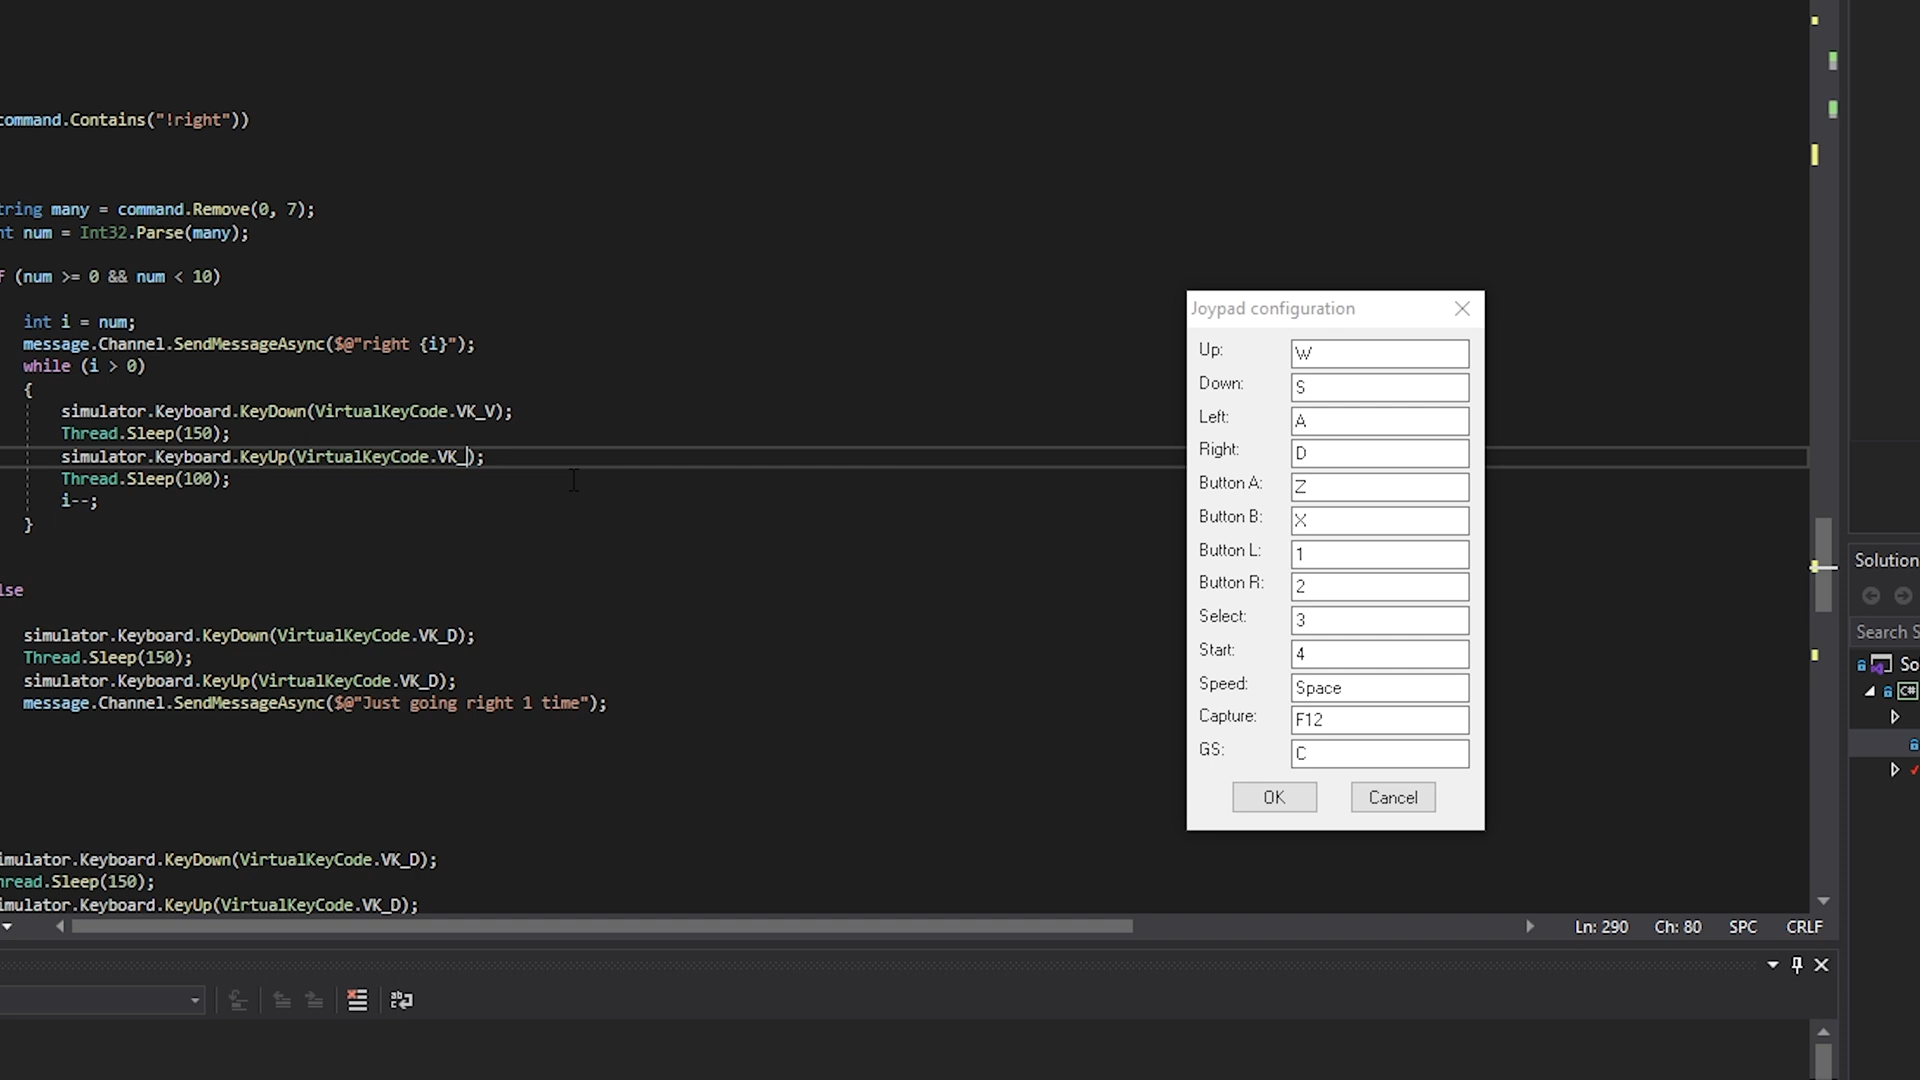 command.Contains("!right"))
tring many = command.Remove(0, 7);
nt num = Int32.Parse(many);
f (num >= 0 && num < 10)
int i = num;
message.Channel.SendMessageAsync($@"right {i}");
while (i > 0)
{
simulator.Keyboard.KeyDown(VirtualKeyCode.VK_V);
Thread.Sleep(150);
simulator.Keyboard.KeyUp(VirtualKeyCode.VK_);
Thread.Sleep(100);
i--;
}
lse
simulator.Keyboard.KeyDown(VirtualKeyCode.VK_D);
Thread.Sleep(150);
simulator.Keyboard.KeyUp(VirtualKeyCode.VK_D);
message.Channel.SendMessageAsync($@"Just going right 1 time");
imulator.Keyboard.KeyDown(VirtualKeyCode.VK_D);
hread.Sleep(150);
imulator.Keyboard.KeyUp(VirtualKeyCode.VK_D);
Joypad configuration
Up: W
Down: S
Left: A
Right: D
Button A: Z
Button B: X
Button L: 1
Button R: 2
Select: 3
Start: 4
Speed: Space
Capture: F12
GS: C
OK Cancel
Ln: 290 Ch: 80 SPC CRLF
Solution
Search S
So
C#